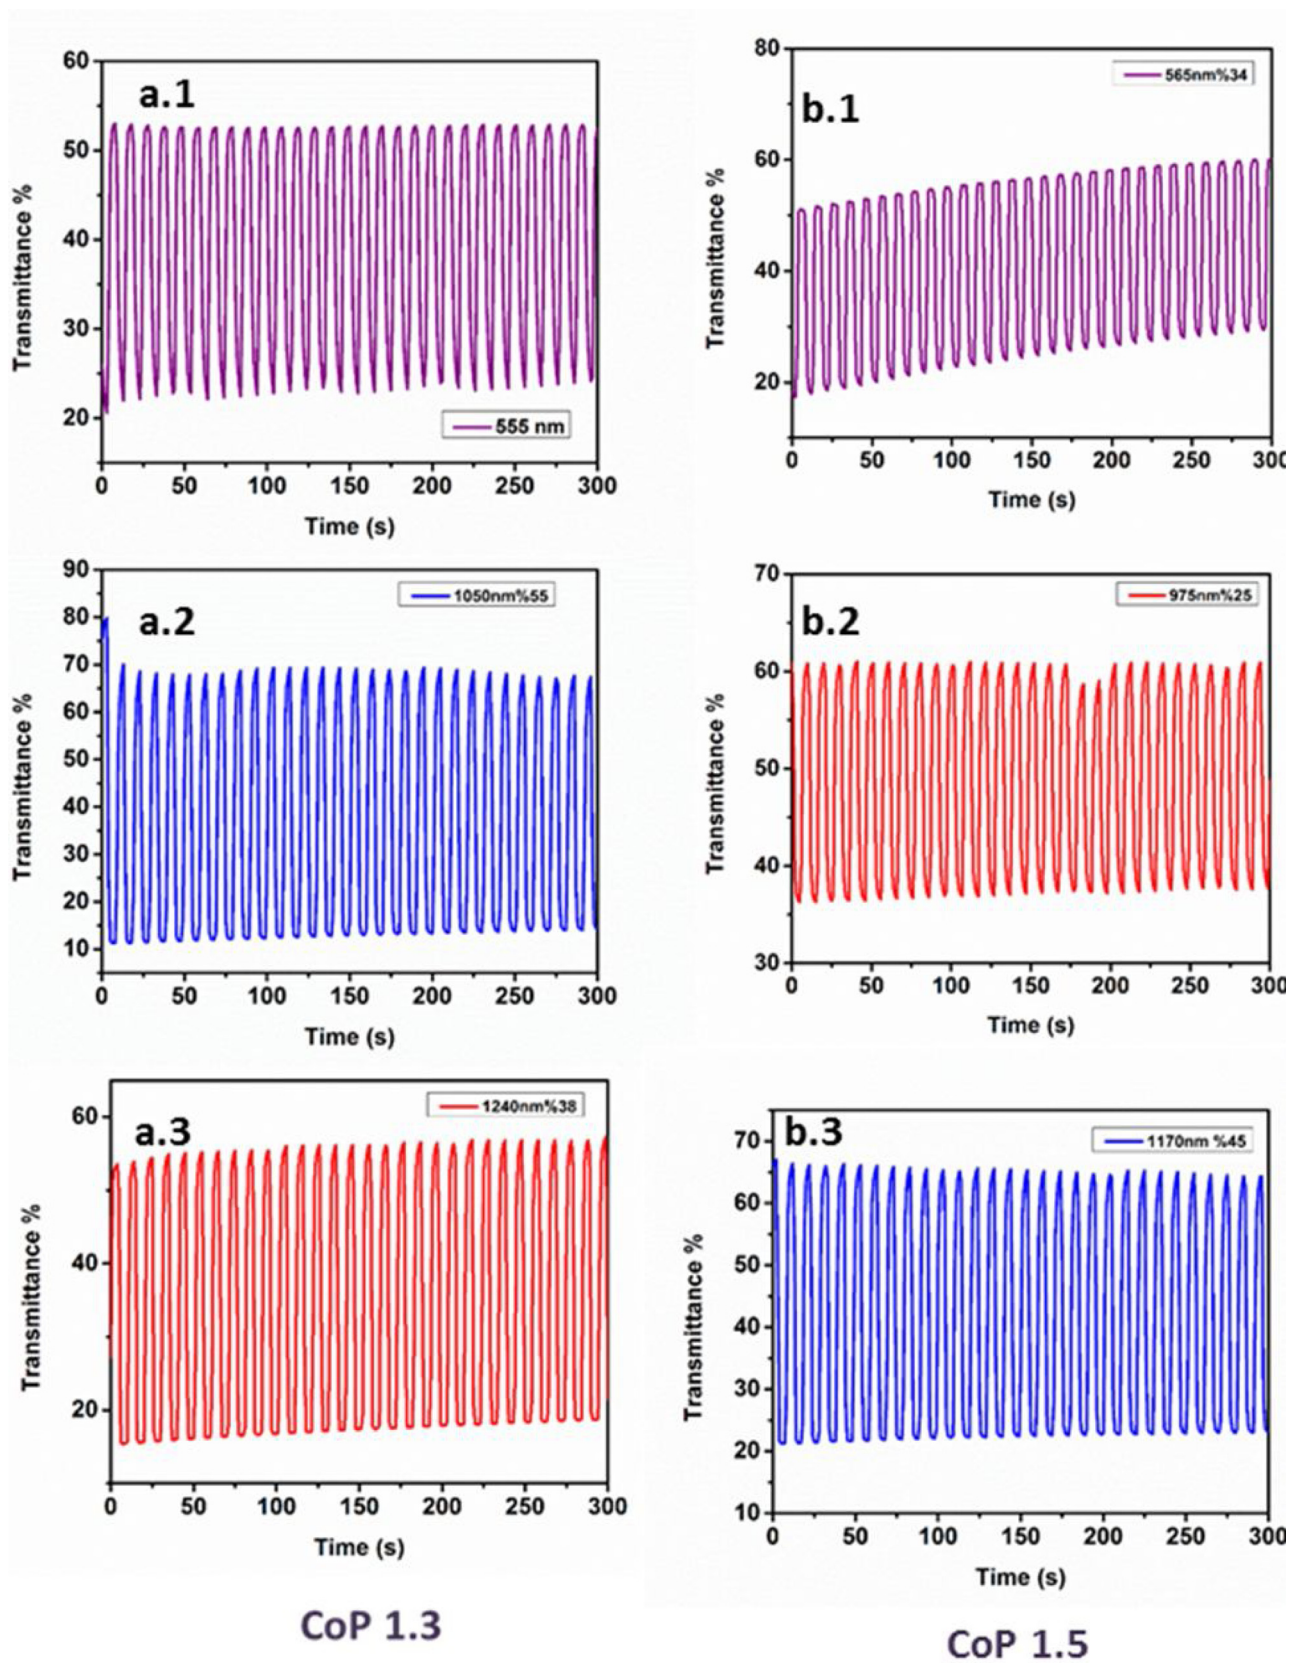 a.1
60
50
40
30
20
Transmittance %
555 nm
0 50 100 150 200 250 300
Time (s)
b.1
565nm%34
80
60
40
20
Transmittance %
0 50 100 150 200 250 300
Time (s)
a.2
1050nm%55
90
80
70
60
50
40
30
20
10
Transmittance %
0 50 100 150 200 250 300
Time (s)
b.2
975nm%25
70
60
50
40
30
Transmittance %
0 50 100 150 200 250 300
Time (s)
a.3
1240nm%38
60
40
20
Transmittance %
0 50 100 150 200 250 300
Time (s)
b.3
1170nm %45
70
60
50
40
30
20
10
Transmittance %
0 50 100 150 200 250 300
Time (s)
CoP 1.3
CoP 1.5